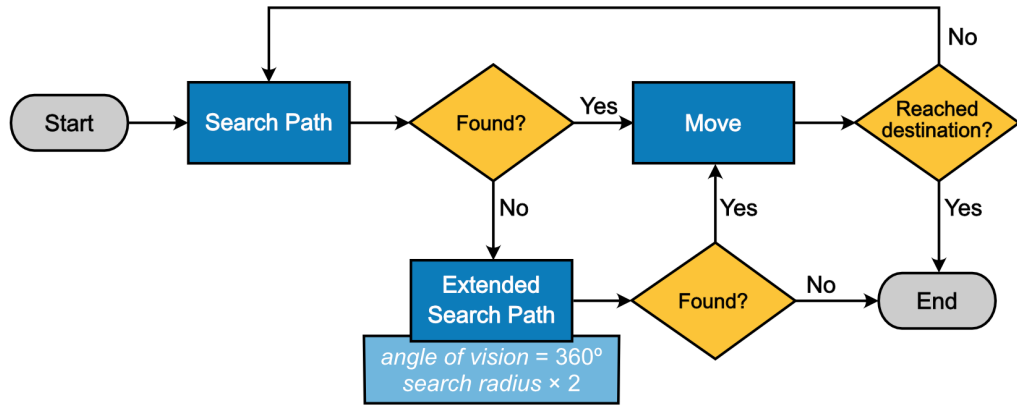 No
Start
Search Path
Found?
Yes
Move
Reached
destination?
No
Yes
Yes
Extended
Search Path
Found?
No
End
angle of vision = 360º
search radius × 2